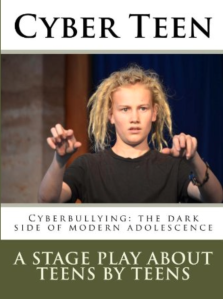 Cyber Teen
Cyberbullying: the dark
side of modern adolescence
A STAGE PLAY ABOUT
TEENS BY TEENS